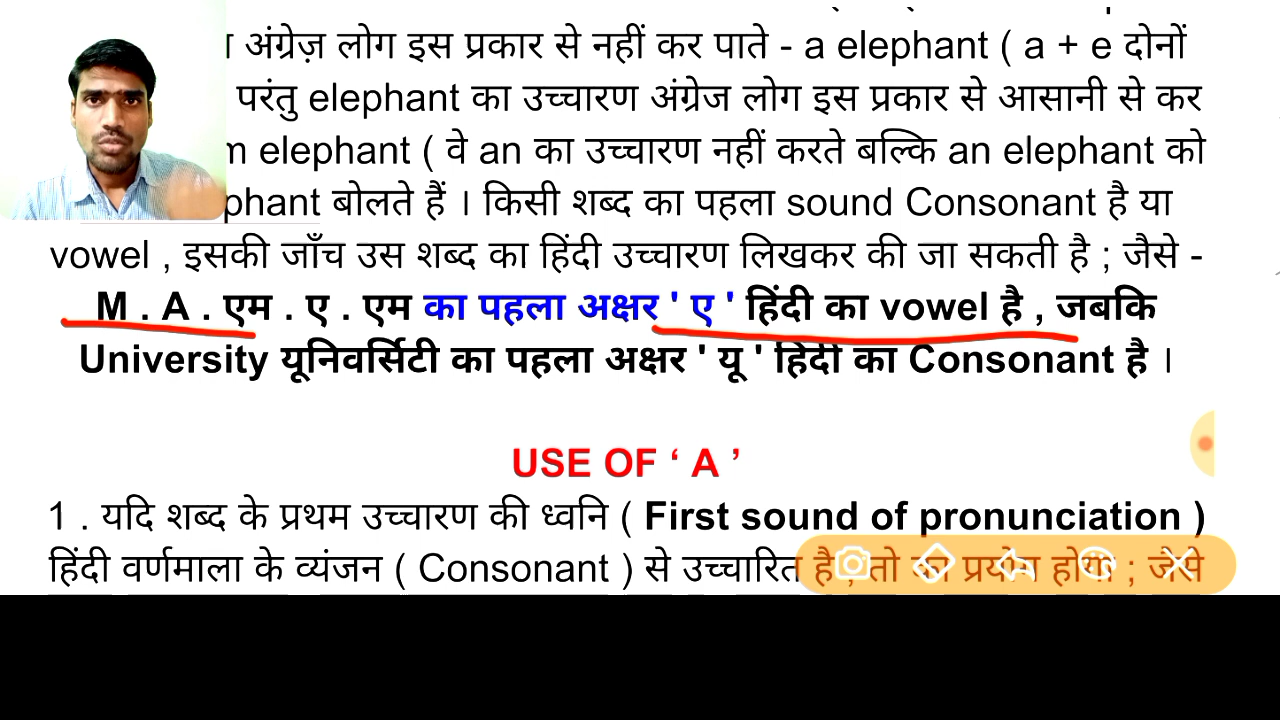 अंग्रेज़ लोग इस प्रकार से नहीं कर पाते - a elephant ( a + e दोनों
परंतु elephant का उच्चारण अंग्रेज लोग इस प्रकार से आसानी से कर
elephant ( वे an का उच्चारण नहीं करते बल्कि an elephant को
phant बोलते हैं । किसी शब्द का पहला sound Consonant है या
vowel , इसकी जाँच उस शब्द का हिंदी उच्चारण लिखकर की जा सकती है ; जैसे -
M . A . एम . ए . एम का पहला अक्षर ' ए ' हिंदी का vowel है , जबकि
University यूनिवर्सिटी का पहला अक्षर ' यू ' हिंदी का Consonant है ।
USE OF ‘ A ’
1 . यदि शब्द के प्रथम उच्चारण की ध्वनि ( First sound of pronunciation )
हिंदी वर्णमाला के व्यंजन ( Consonant ) से उच्चारित है , तो का प्रयोग होगा ; जैसे